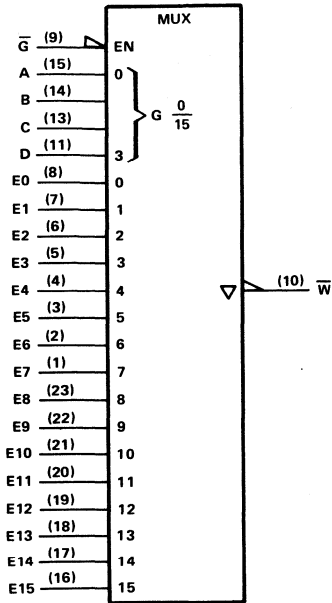 MUX
G̅ (9) EN
A (15) 0
B (14)
C (13)
G 0/15
D (11) 3
E0 (8) 0
E1 (7) 1
E2 (6) 2
E3 (5) 3
E4 (4) 4
(10) W̅
E5 (3) 5
E6 (2) 6
E7 (1) 7
E8 (23) 8
E9 (22) 9
E10 (21) 10
E11 (20) 11
E12 (19) 12
E13 (18) 13
E14 (17) 14
E15 (16) 15